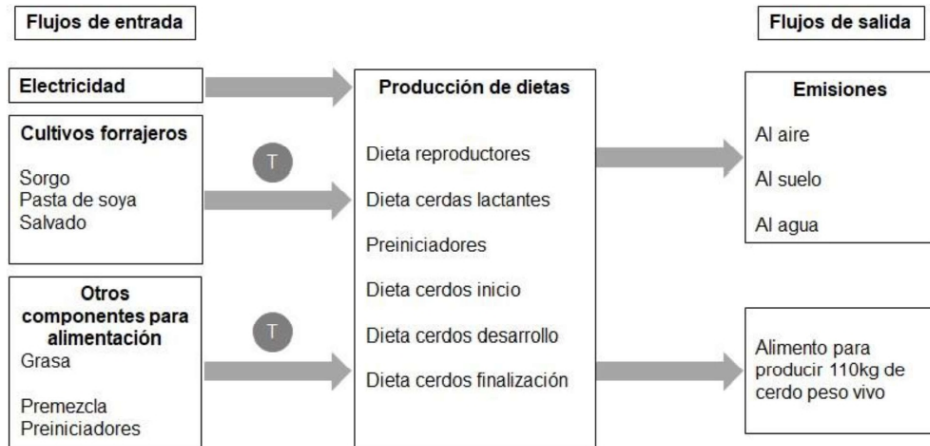 Flujos de entrada
Flujos de salida
Electricidad
Cultivos forrajeros
Sorgo
Pasta de soya
Salvado
T
Otros
componentes para
alimentación
Grasa
Premezcla
Preiniciadores
T
Producción de dietas
Dieta reproductores
Dieta cerdas lactantes
Preiniciadores
Dieta cerdos inicio
Dieta cerdos desarrollo
Dieta cerdos finalización
Emisiones
Al aire
Al suelo
Al agua
Alimento para
producir 110kg de
cerdo peso vivo